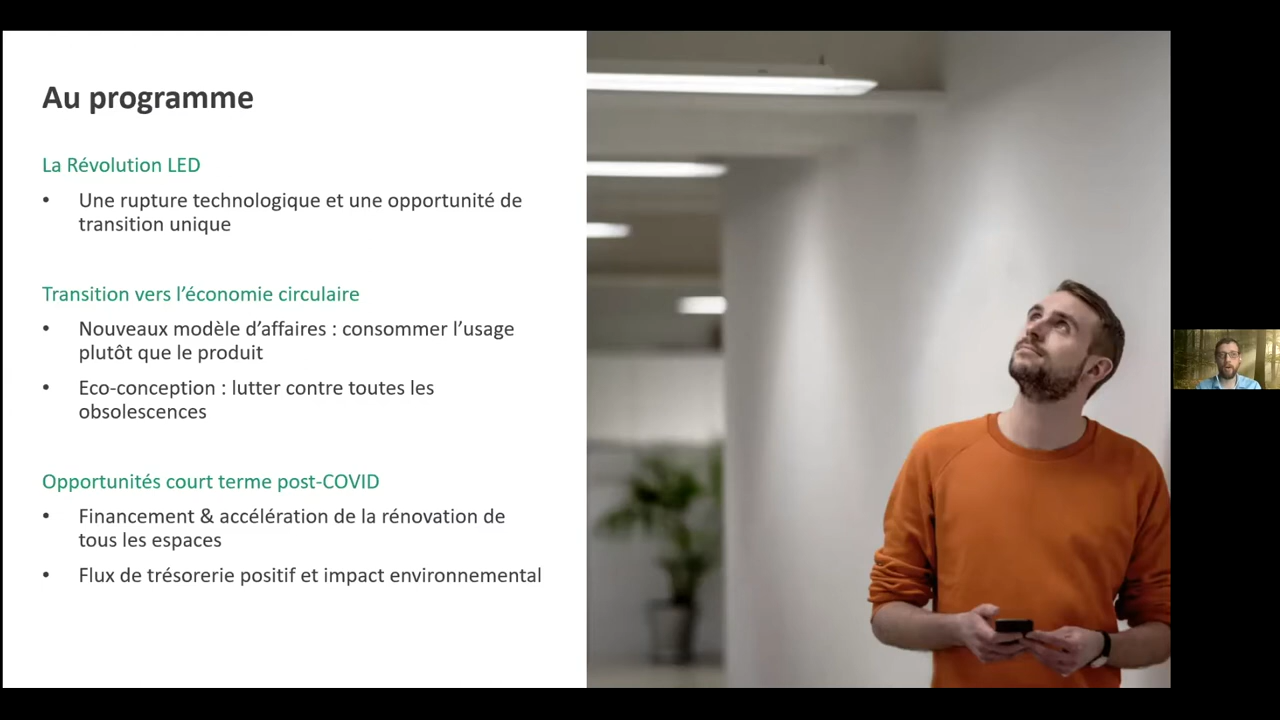 Au programme
La Révolution LED
• Une rupture technologique et une opportunité de
transition unique
Transition vers l’économie circulaire
• Nouveaux modèle d’affaires : consommer l’usage
plutôt que le produit
• Eco-conception : lutter contre toutes les
obsolescences
Opportunités court terme post-COVID
• Financement & accélération de la rénovation de
tous les espaces
• Flux de trésorerie positif et impact environnemental